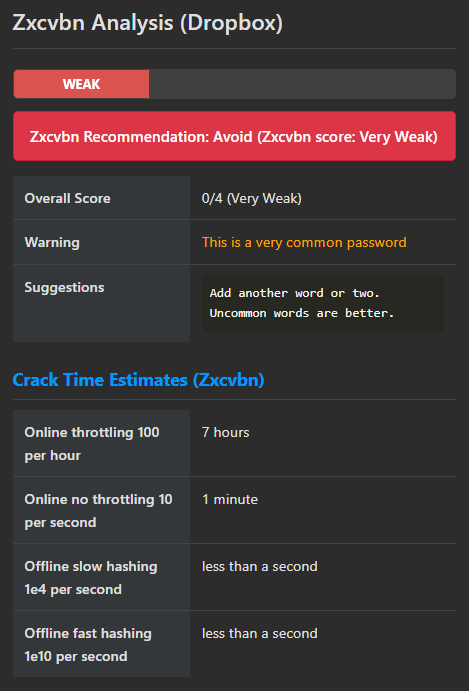 Zxcvbn Analysis (Dropbox)
WEAK
Zxcvbn Recommendation: Avoid (Zxcvbn score: Very Weak)
Overall Score
0/4 (Very Weak)
Warning
This is a very common password
Suggestions
Add another word or two.
Uncommon words are better.
Crack Time Estimates (Zxcvbn)
Online throttling 100
per hour
7 hours
Online no throttling 10
per second
1 minute
Offline slow hashing
1e4 per second
less than a second
Offline fast hashing
1e10 per second
less than a second